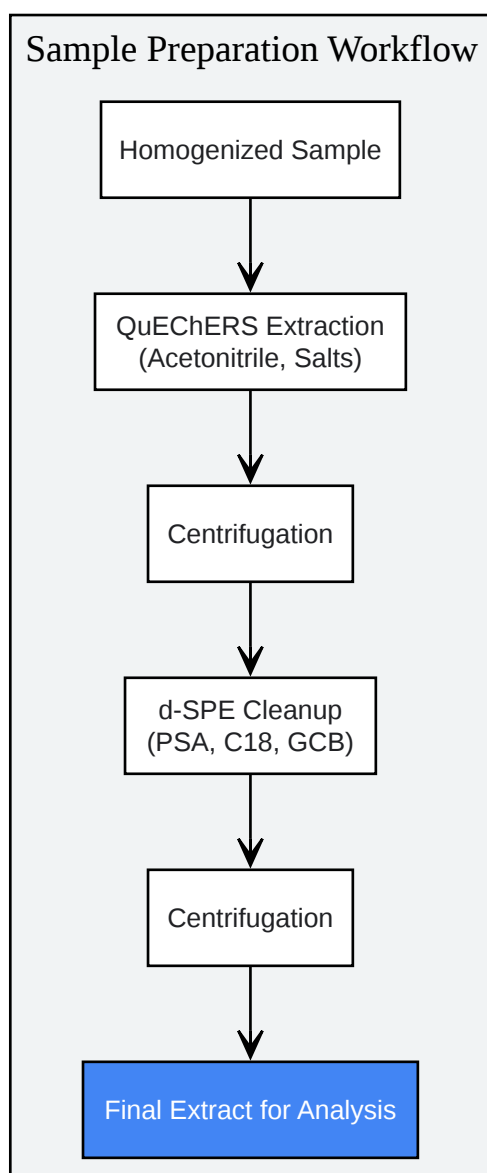 Sample Preparation Workflow
Homogenized Sample
QuEChERS Extraction
(Acetonitrile, Salts)
Centrifugation
d-SPE Cleanup
(PSA, C18, GCB)
Centrifugation
Final Extract for Analysis